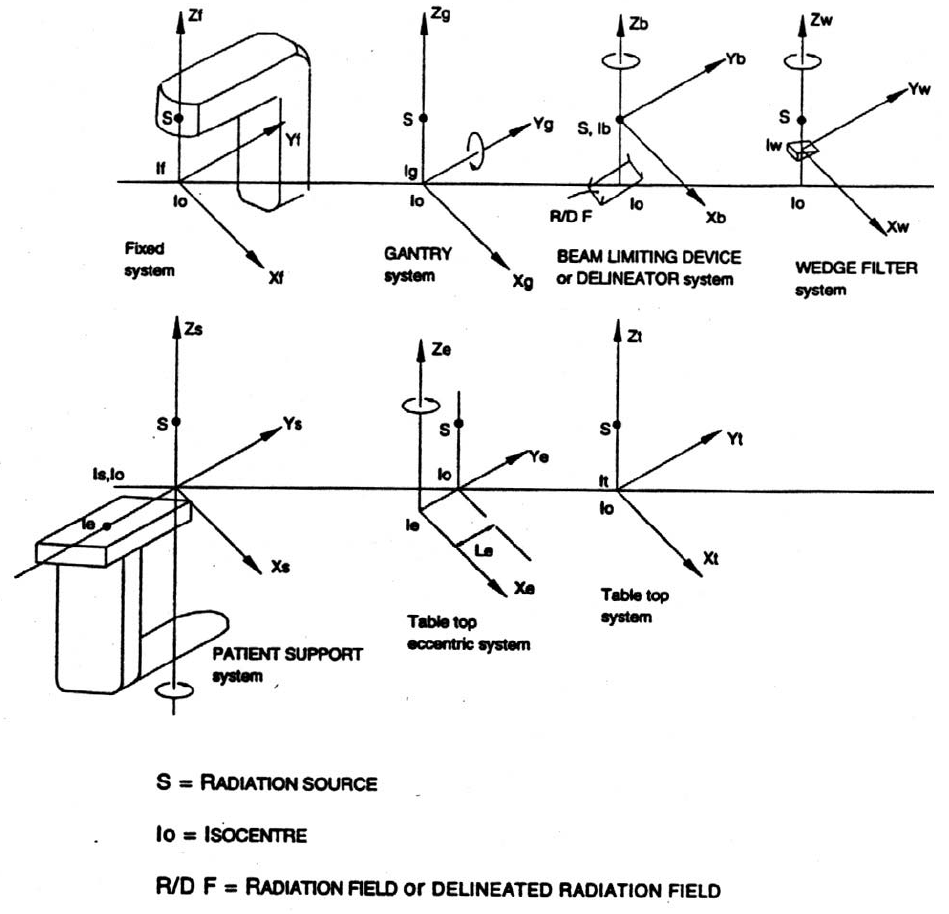 Zf
S
Yf
If
Io
Xf
Fixed
system
Zg
S
Yg
Ig
Io
Xg
GANTRY
system
Zb
Yb
S, Ib
R/D F
Io
Xb
BEAM LIMITING DEVICE
or DELINEATOR system
Zw
Yw
S
Iw
Io
Xw
WEDGE FILTER
system
Zs
S
Ys
Is,Io
Ie
Xs
PATIENT SUPPORT
system
Ze
S
Io
Ye
Ie
Le
Xe
Table top
eccentric system
Zt
S
Yt
It
Io
Xt
Table top
system
S = RADIATION SOURCE
Io = ISOCENTRE
R/D F = RADIATION FIELD or DELINEATED RADIATION FIELD